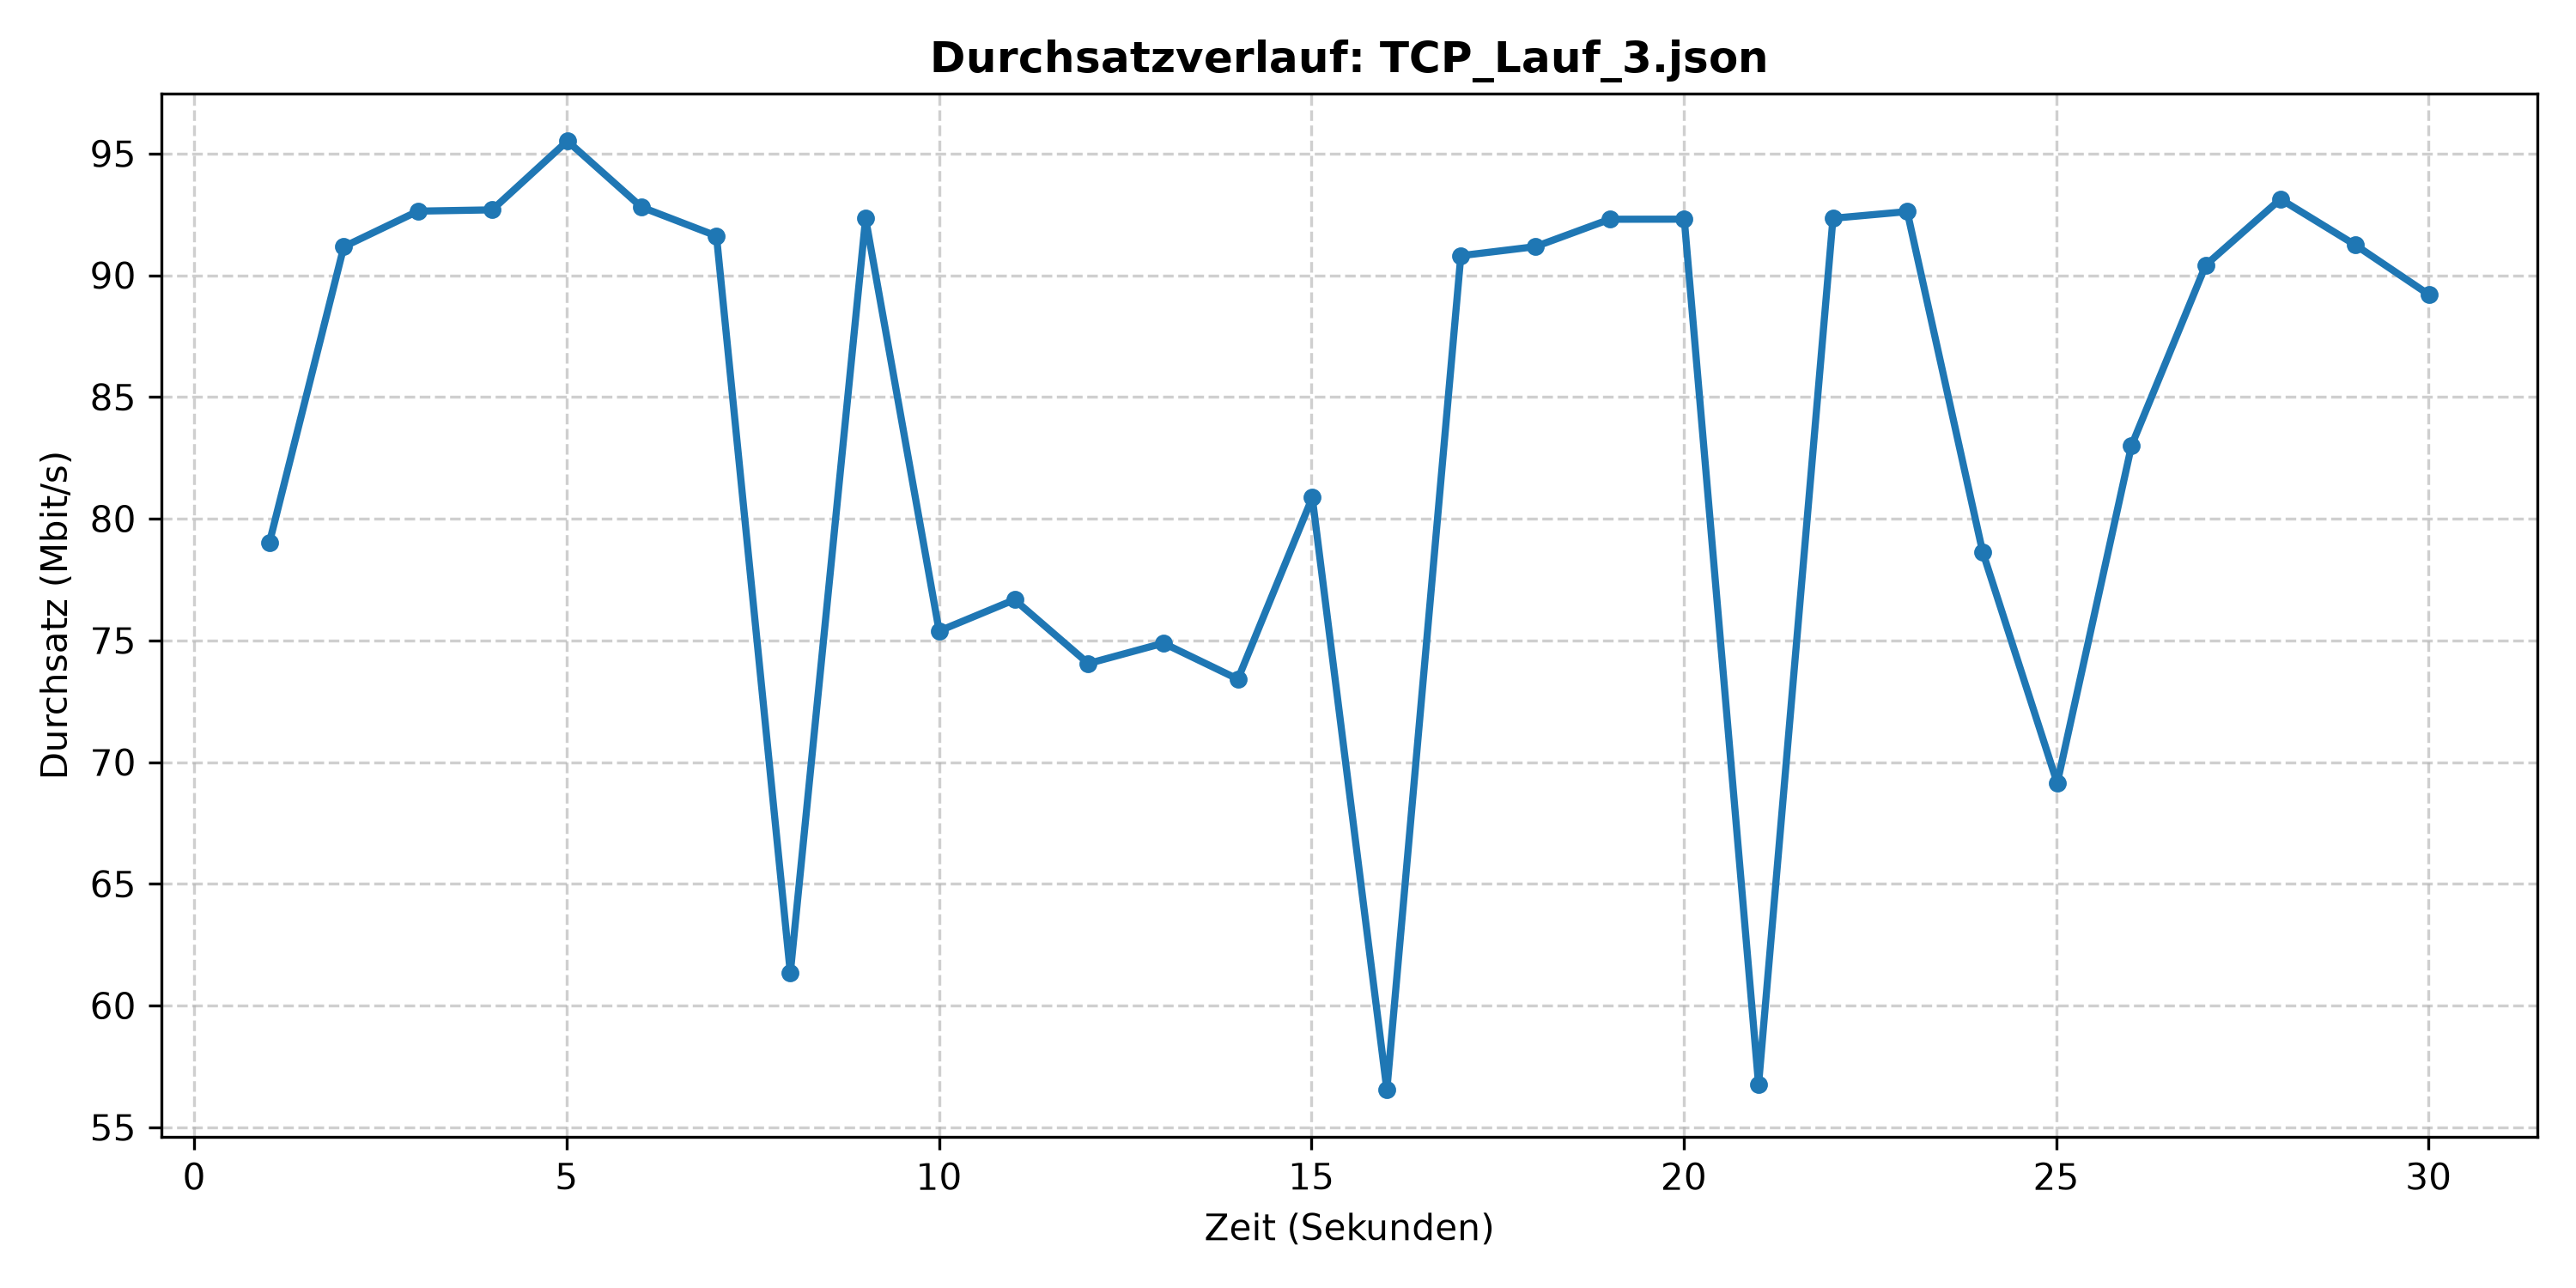 Durchsatzverlauf: TCP_Lauf_3.json
Durchsatz (Mbit/s)
95
90
85
80
75
70
65
60
55
0 5 10 15 20 25 30
Zeit (Sekunden)